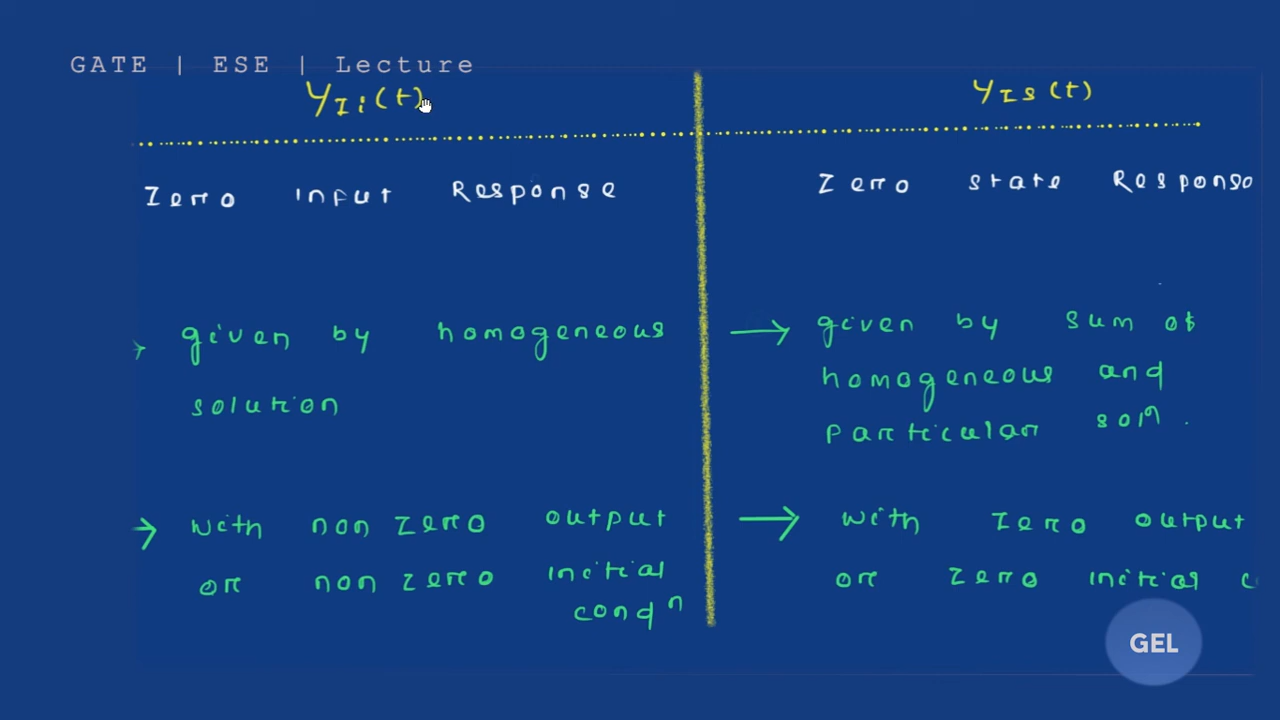 GATE | ESE | Lecture
yzi(t)
Zero input Response
given by homogeneous
solution
→ with non zero output
or non zero initial
condn
yzs(t)
Zero state Response
→ given by sum of
homogeneous and
particular soln.
→ with zero output
or zero initial c
GEL